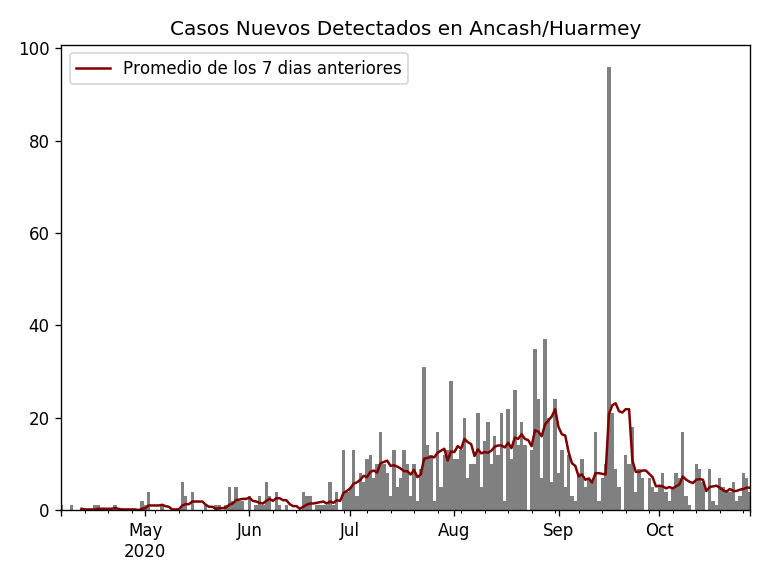 Casos Nuevos Detectados en Ancash/Huarmey
Promedio de los 7 dias anteriores
100
80
60
40
20
0
May Jun Jul Aug Sep Oct
2020